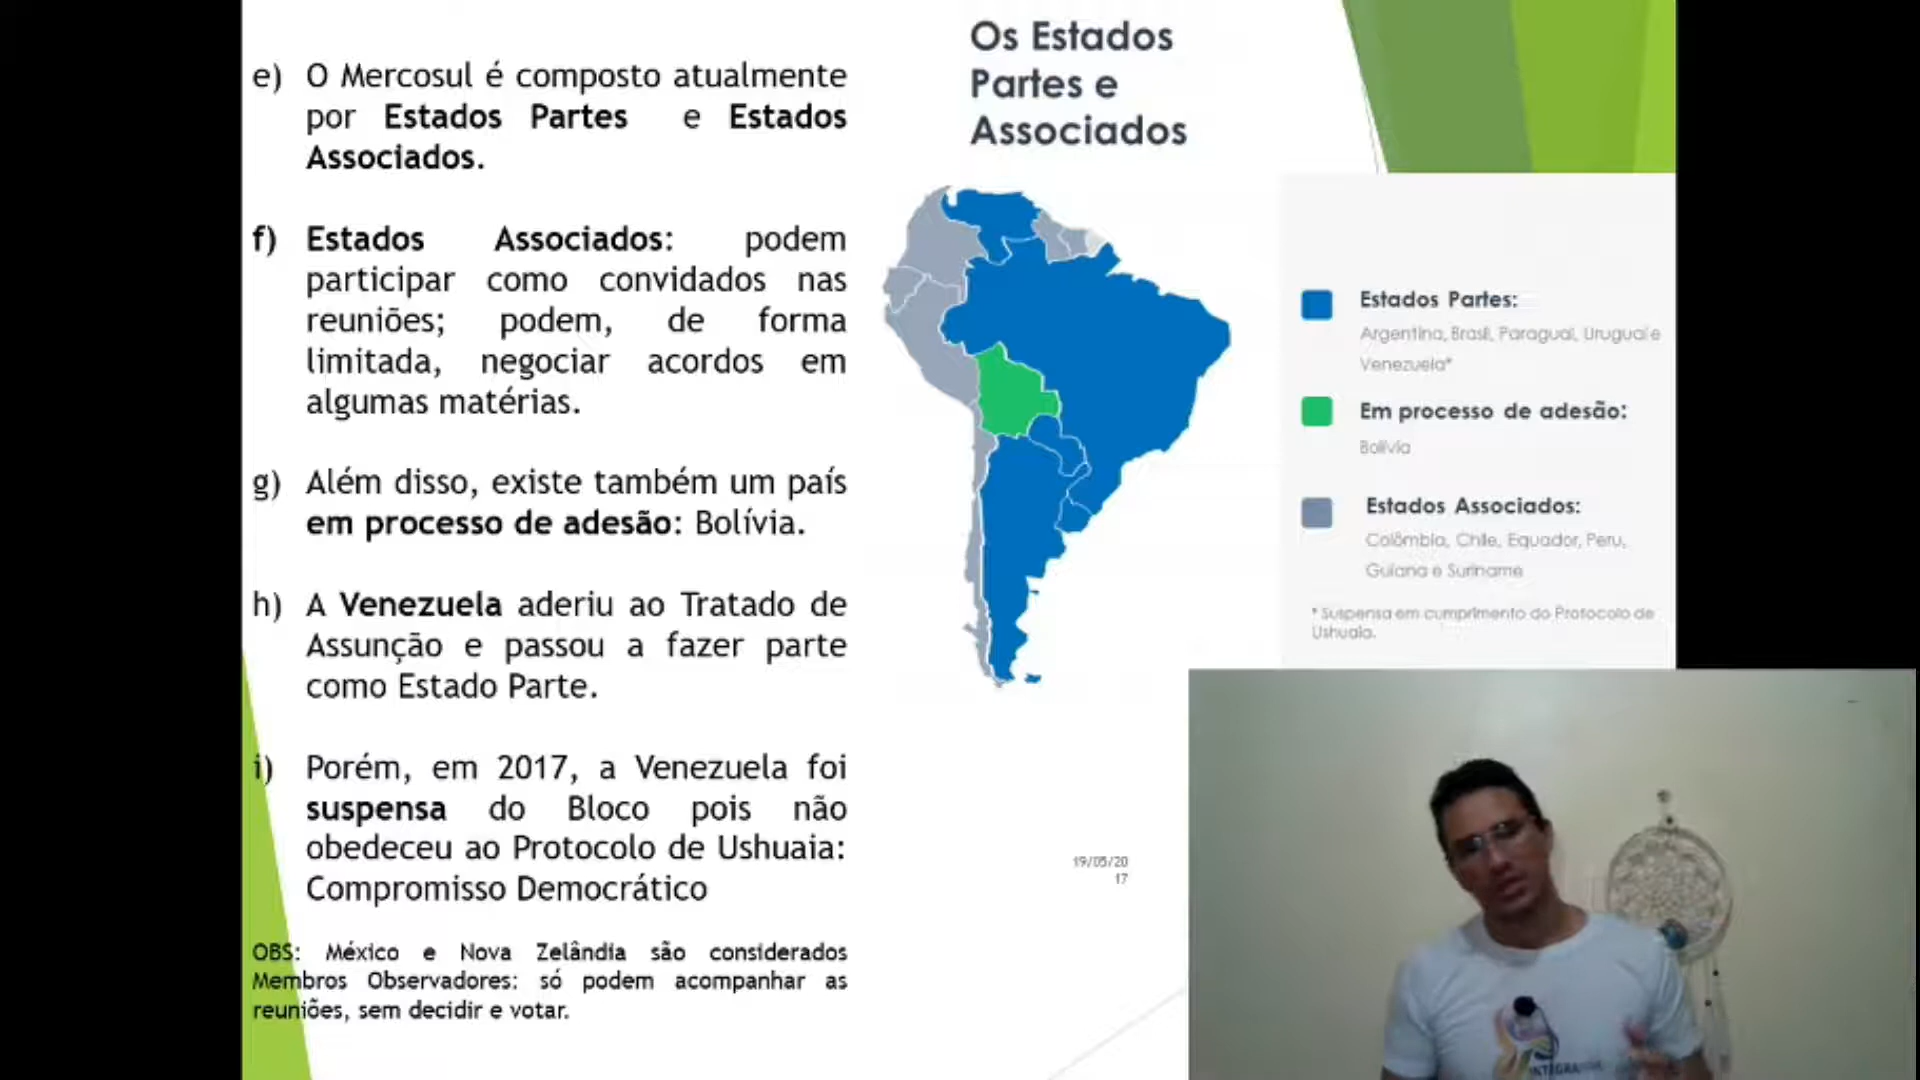 e) O Mercosul é composto atualmente
por Estados Partes e Estados
Associados.
f) Estados Associados: podem
participar como convidados nas
reuniões; podem, de forma
limitada, negociar acordos em
algumas matérias.
g) Além disso, existe também um país
em processo de adesão: Bolívia.
h) A Venezuela aderiu ao Tratado de
Assunção e passou a fazer parte
como Estado Parte.
i) Porém, em 2017, a Venezuela foi
suspensa do Bloco pois não
obedeceu ao Protocolo de Ushuaia:
Compromisso Democrático
OBS: México e Nova Zelândia são considerados
Membros Observadores: só podem acompanhar as
reuniões, sem decidir e votar.
Os Estados
Partes e
Associados
Estados Partes:
Argentina, Brasil, Paraguai, Uruguai e
Venezuela*
Em processo de adesão:
Bolívia
Estados Associados:
Colômbia, Chile, Equador, Peru,
Guiana e Suriname
* Suspensa em cumprimento do Protocolo de
Ushuaia.
19/05/20
17